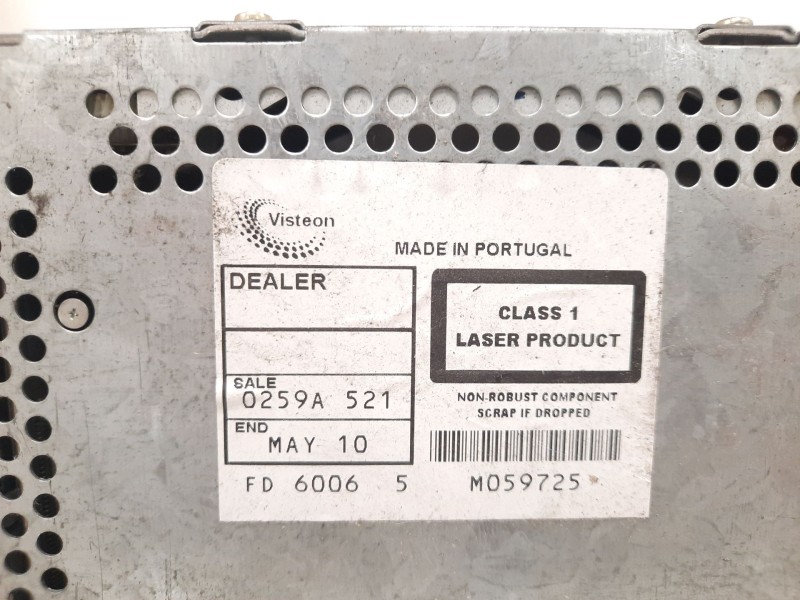 Visteon
MADE IN PORTUGAL
DEALER
CLASS 1
LASER PRODUCT
SALE
0259A 521
NON-ROBUST COMPONENT
SCRAP IF DROPPED
END
MAY 10
FD 6006 5
M059725